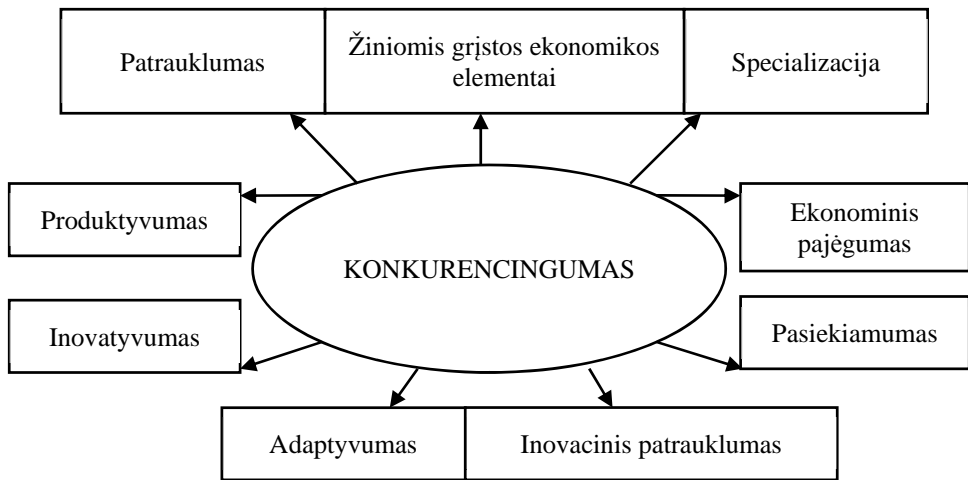 Patrauklumas
Žiniomis grįstos ekonomikos
elementai
Specializacija
Produktyvumas
Ekonominis
pajėgumas
KONKURENCINGUMAS
Inovatyvumas
Pasiekiamumas
Adaptyvumas
Inovacinis patrauklumas